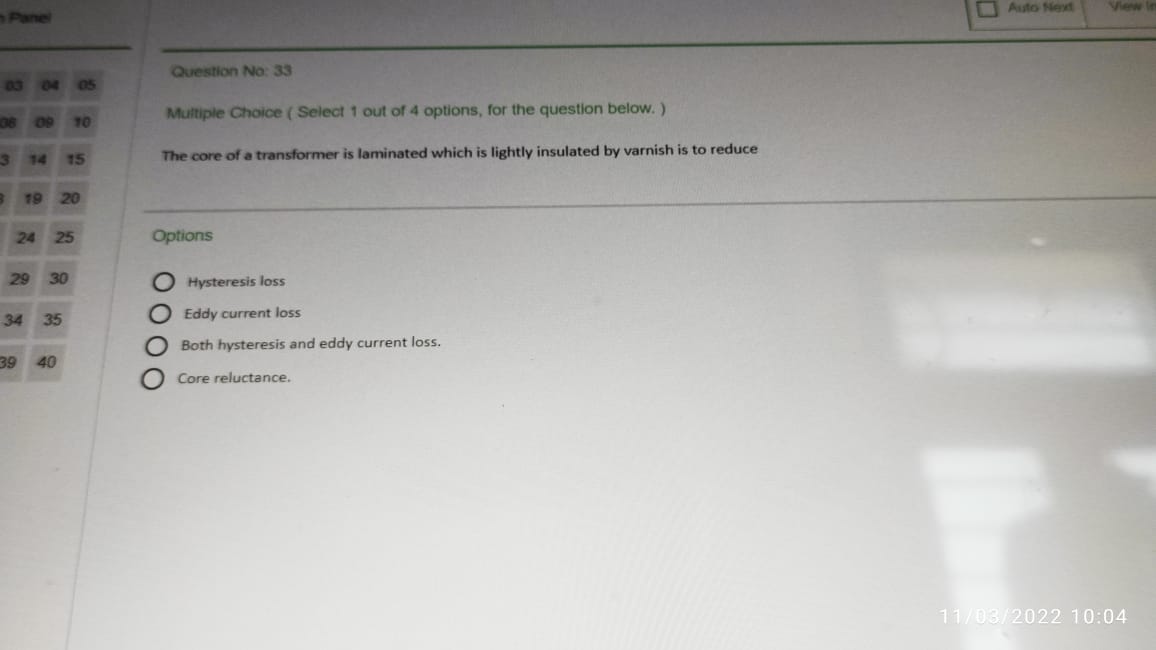 Panel
Auto Next View
03 04 05
08 09 10
3 14 15
19 20
24 25
29 30
34 35
39 40
Question No: 33
Multiple Choice ( Select 1 out of 4 options, for the question below. )
The core of a transformer is laminated which is lightly insulated by varnish is to reduce
Options
Hysteresis loss
Eddy current loss
Both hysteresis and eddy current loss.
Core reluctance.
11/03/2022 10:04